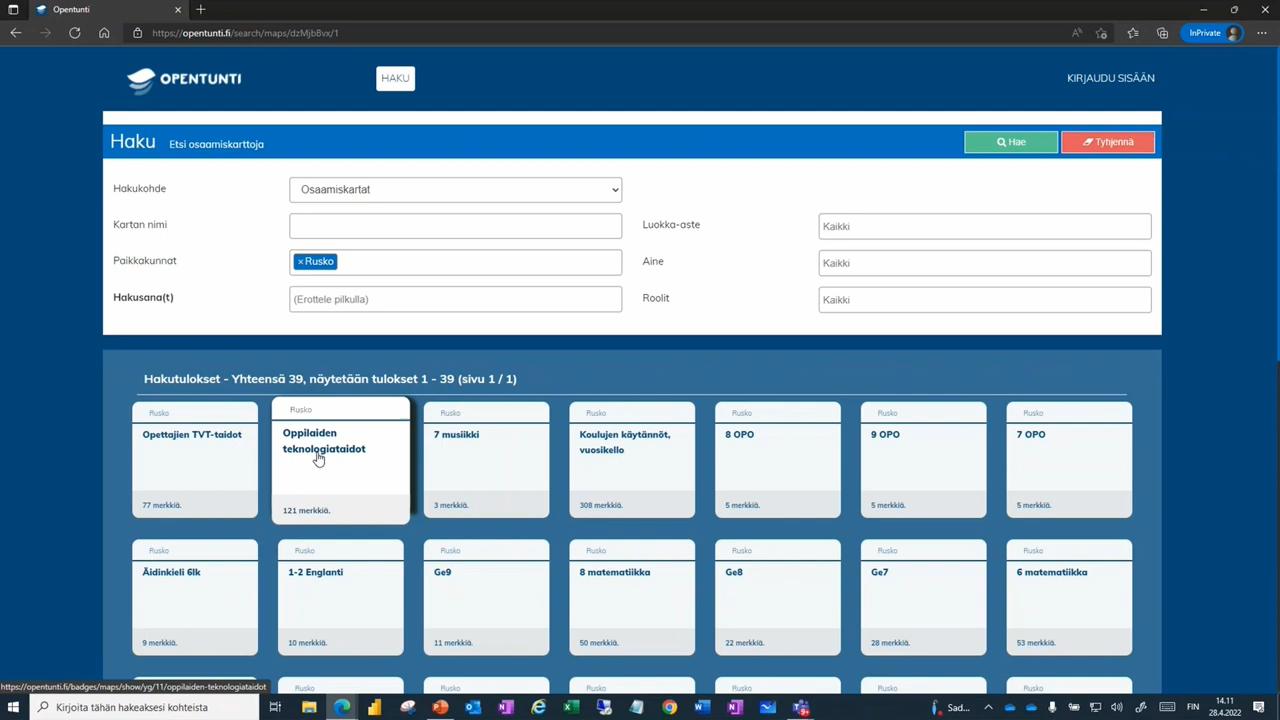 Opentunti
https://opentunti.fi/search/maps/dzMjb8vx/1
InPrivate
OPENTUNTI
HAKU
KIRJAUDU SISÄÄN
Haku Etsi osaamiskarttoja
Hae
Tyhjennä
Hakukohde
Osaamiskartat
Kartan nimi
Luokka-aste
Kaikki
Paikkakunnat
×Rusko
Aine
Kaikki
Hakusana(t)
(Erottele pilkulla)
Roolit
Kaikki
Hakutulokset - Yhteensä 39, näytetään tulokset 1 - 39 (sivu 1 / 1)
Rusko
Opettajien TVT-taidot
77 merkkiä.
Rusko
Oppilaiden
teknologiataidot
121 merkkiä.
Rusko
7 musiikki
3 merkkiä.
Rusko
Koulujen käytännöt,
vuosikello
308 merkkiä.
Rusko
8 OPO
5 merkkiä.
Rusko
9 OPO
5 merkkiä.
Rusko
7 OPO
5 merkkiä.
Rusko
Äidinkieli 6lk
9 merkkiä.
Rusko
1-2 Englanti
10 merkkiä.
Rusko
Ge9
11 merkkiä.
Rusko
8 matematiikka
50 merkkiä.
Rusko
Ge8
22 merkkiä.
Rusko
Ge7
28 merkkiä.
Rusko
6 matematiikka
53 merkkiä.
Rusko
Rusko
Rusko
Rusko
Rusko
Rusko
https://opentunti.fi/badges/maps/show/yg/11/oppilaiden-teknologiataidot
Kirjoita tähän hakeaksesi kohteista
Sad...
FIN
14.11
28.4.2022